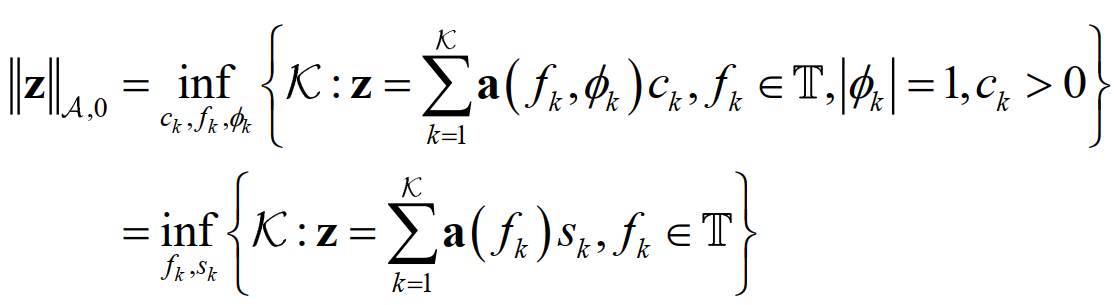 ‖𝐳‖_{𝒜,0} = inf_{c_k, f_k, ϕ_k} { 𝒦 : 𝐳 = ∑_{k=1}^{𝒦} 𝐚(f_k, ϕ_k)c_k, f_k ∈ 𝕋, |ϕ_k| = 1, c_k > 0 }
= inf_{f_k, s_k} { 𝒦 : 𝐳 = ∑_{k=1}^{𝒦} 𝐚(f_k)s_k, f_k ∈ 𝕋 }